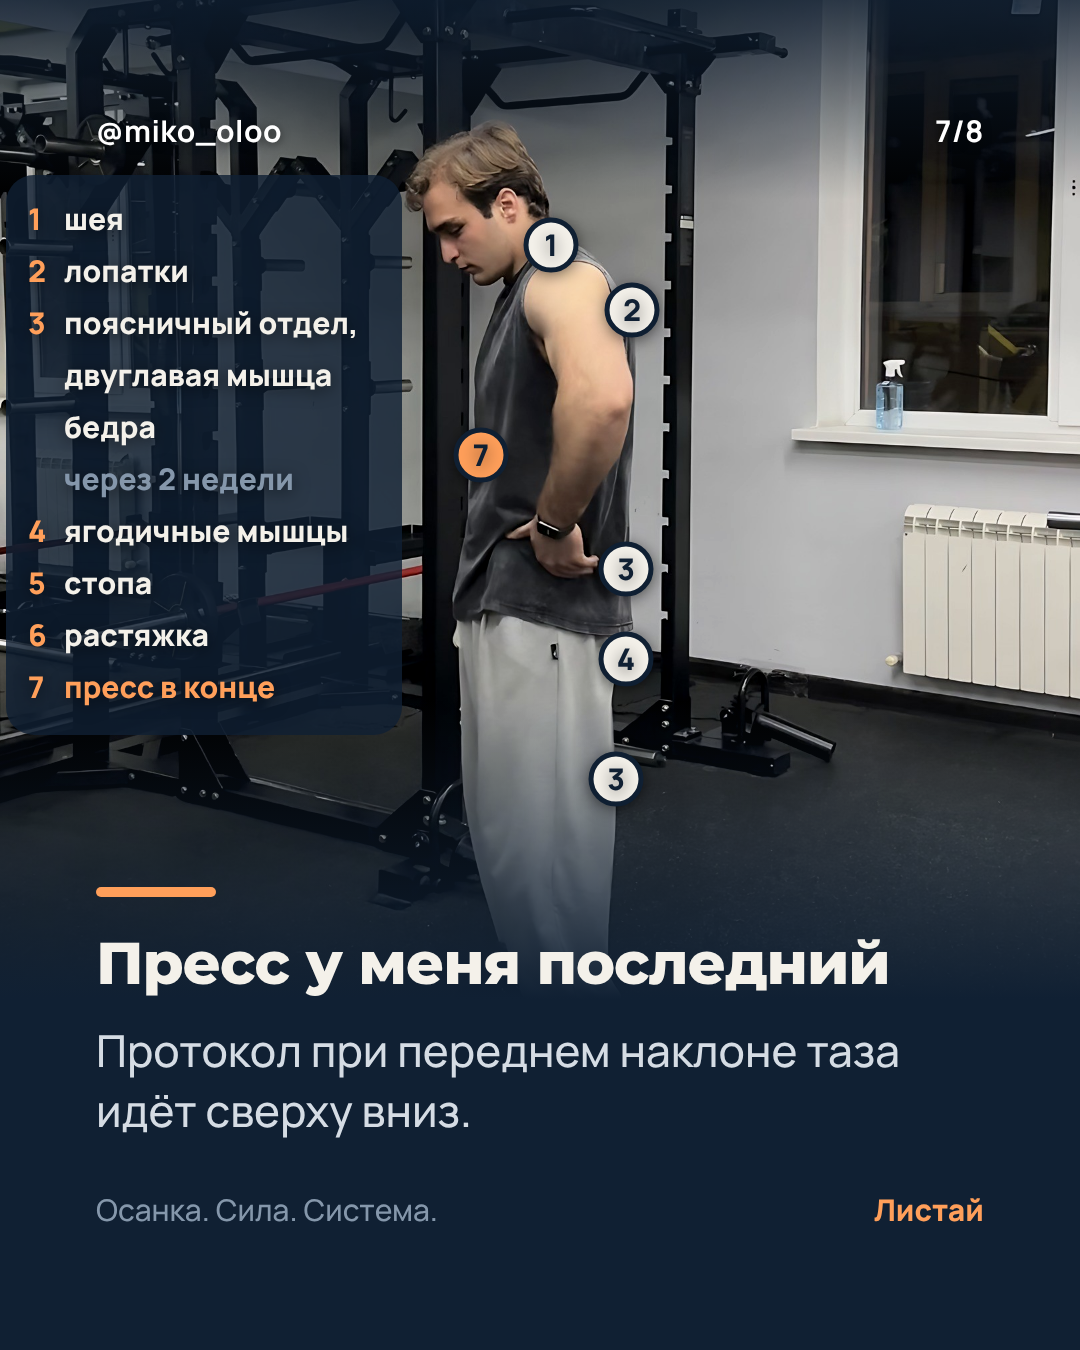 @miko_oloo
7/8
1 шея
2 лопатки
3 поясничный отдел,
двуглавая мышца
бедра
через 2 недели
4 ягодичные мышцы
5 стопа
6 растяжка
7 пресс в конце
1
2
7
3
4
3
Пресс у меня последний
Протокол при переднем наклоне таза
идёт сверху вниз.
Осанка. Сила. Система.
Листай